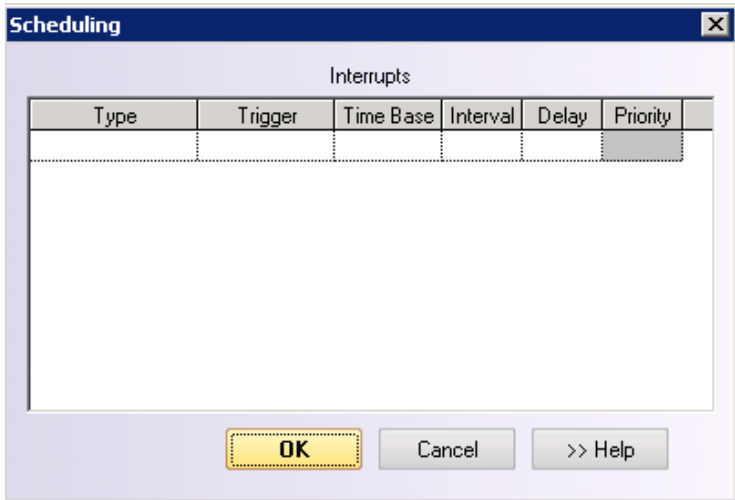 Scheduling
Interrupts
Type Trigger Time Base Interval Delay Priority
OK Cancel >> Help